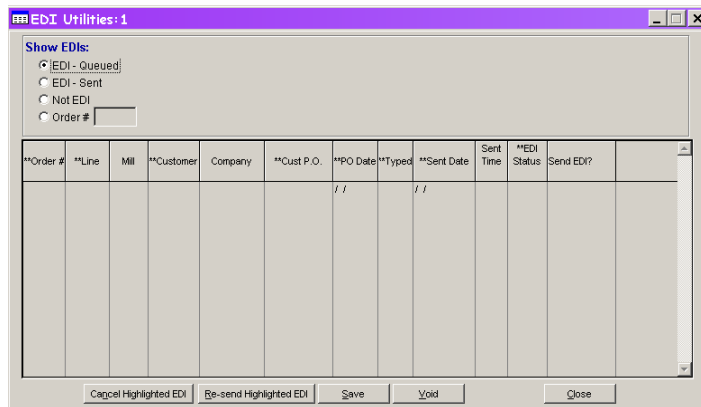 EDI Utilities:1
Show EDIs:
EDI - Queued
EDI - Sent
Not EDI
Order #
**Order # **Line Mill **Customer Company **Cust P.O. **PO Date **Typed **Sent Date Sent Time **EDI Status Send EDI?
/ / / /
Cancel Highlighted EDI Re-send Highlighted EDI Save Void Close